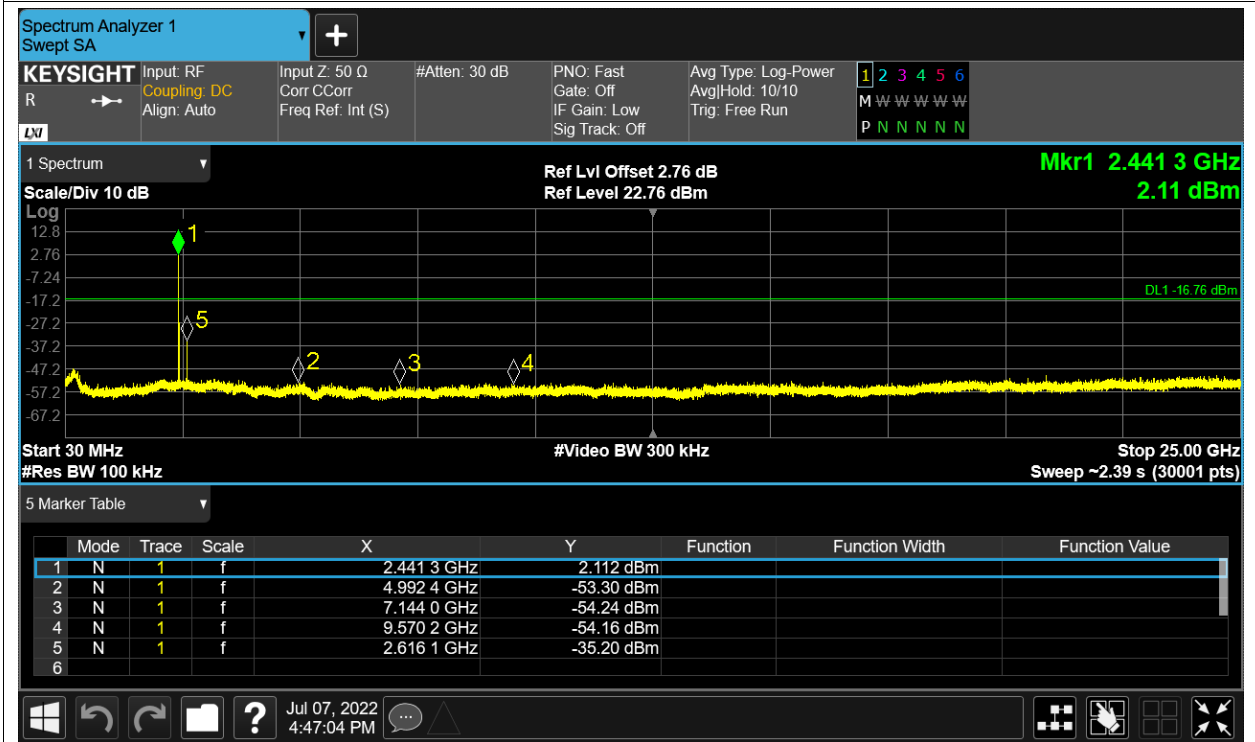 Spectrum Analyzer 1
Swept SA
+
KEYSIGHT Input: RF Input Z: 50 Ω #Atten: 30 dB PNO: Fast Avg Type: Log-Power 1 2 3 4 5 6
R Coupling: DC Corr CCorr Gate: Off Avg|Hold: 10/10 M W W W W W
Align: Auto Freq Ref: Int (S) IF Gain: Low Trig: Free Run
LXI Sig Track: Off P N N N N N
1 Spectrum Ref Lvl Offset 2.76 dB Mkr1 2.441 3 GHz
Scale/Div 10 dB Ref Level 22.76 dBm 2.11 dBm
Log
12.8
2.76
-7.24
-17.2
-27.2
-37.2
-47.2
-57.2
-67.2
1
DL1 -16.76 dBm
5
2
3
4
Start 30 MHz #Video BW 300 kHz Stop 25.00 GHz
#Res BW 100 kHz Sweep ~2.39 s (30001 pts)
5 Marker Table
Mode Trace Scale X Y Function Function Width Function Value
1 N 1 f 2.441 3 GHz 2.112 dBm
2 N 1 f 4.992 4 GHz -53.30 dBm
3 N 1 f 7.144 0 GHz -54.24 dBm
4 N 1 f 9.570 2 GHz -54.16 dBm
5 N 1 f 2.616 1 GHz -35.20 dBm
6
? Jul 07, 2022
4:47:04 PM